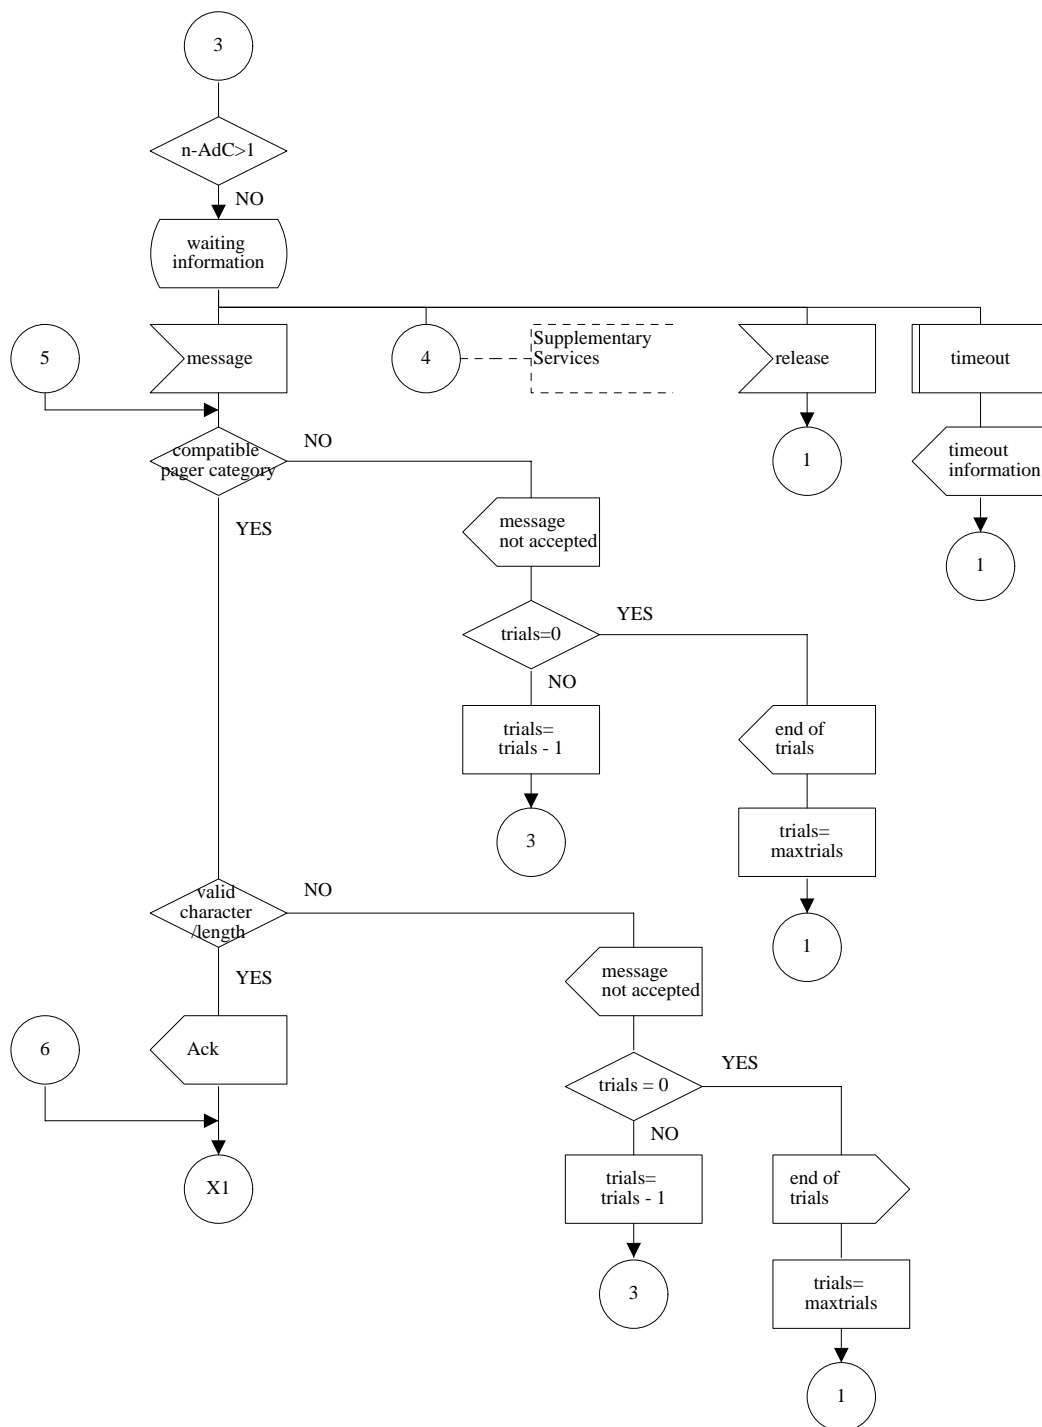 3
n-AdC>1
NO
waiting
information
5
message
4
Supplementary
Services
release
timeout
compatible
pager category
NO
1
timeout
information
YES
message
not accepted
1
trials=0
YES
NO
trials=
trials - 1
end of
trials
3
trials=
maxtrials
valid
character
/length
NO
1
YES
message
not accepted
6
Ack
trials = 0
YES
NO
X1
trials=
trials - 1
end of
trials
3
trials=
maxtrials
1